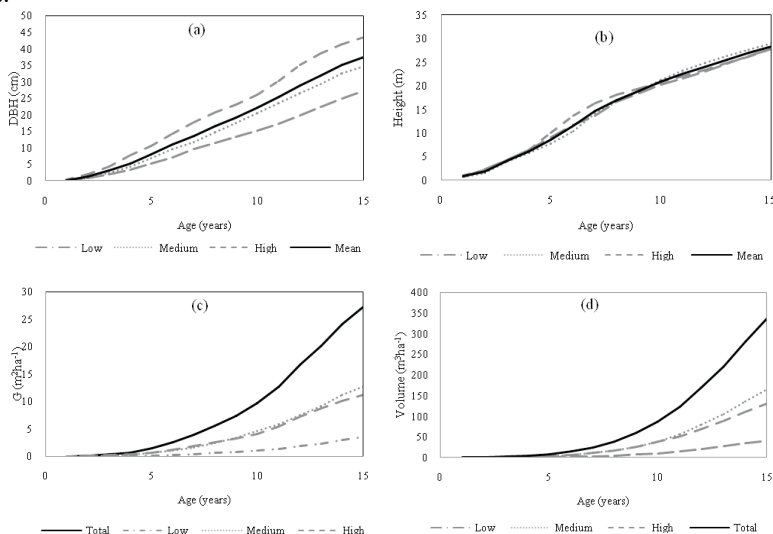 (a)
50
45
40
35
30
25
20
15
10
5
0
DBH (cm)
0 5 10 15
Age (years)
Low Medium High Mean
(b)
35
30
25
20
15
10
5
0
Height (m)
0 5 10 15
Age (years)
Low Medium High Mean
(c)
30
25
20
15
10
5
0
G (m²ha⁻¹)
0 5 10 15
Age (years)
Total Low Medium High
(d)
400
350
300
250
200
150
100
50
0
Volume (m³ha⁻¹)
0 5 10 15
Age (years)
Low Medium High Total